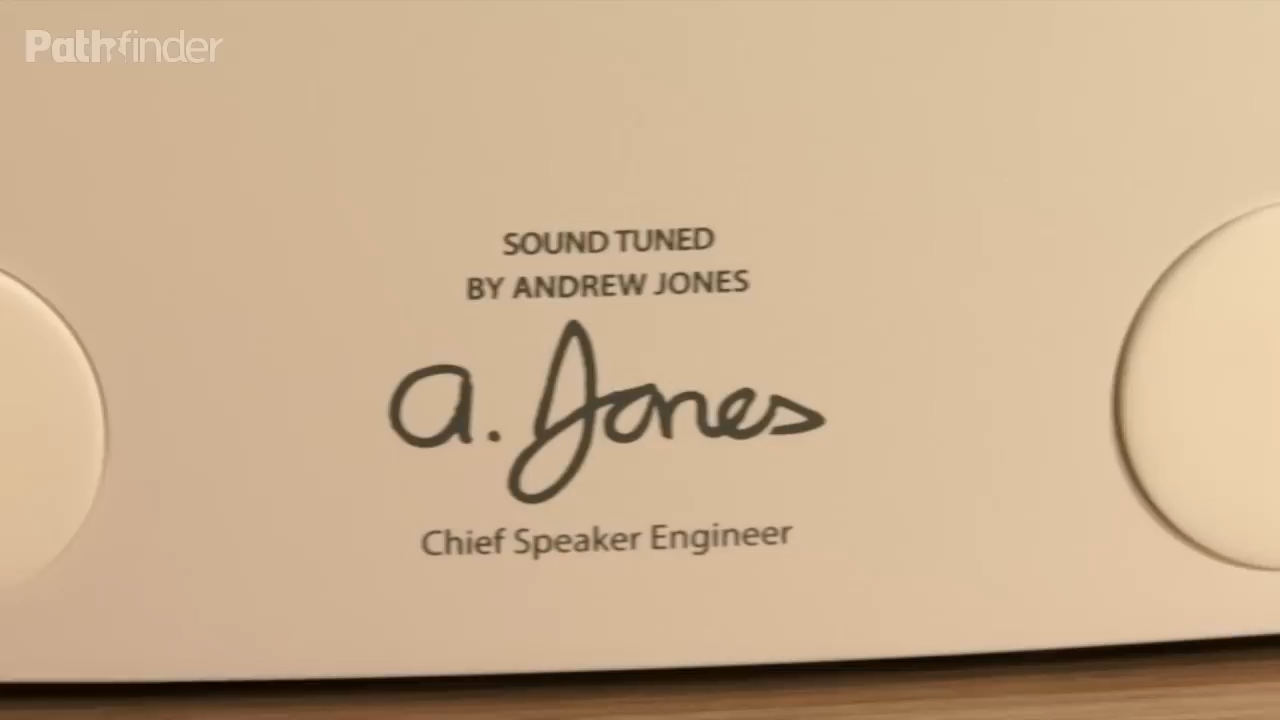 Pathfinder
SOUND TUNED
BY ANDREW JONES
a. Jones
Chief Speaker Engineer